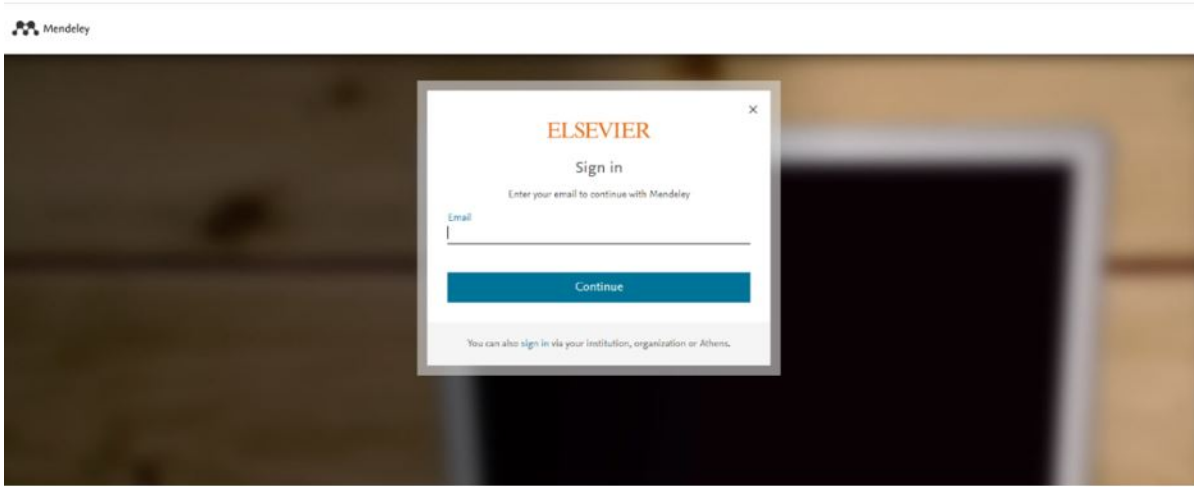 Mendeley
×
ELSEVIER
Sign in
Enter your email to continue with Mendeley
Email
Continue
You can also sign in via your institution, organization or Athens.